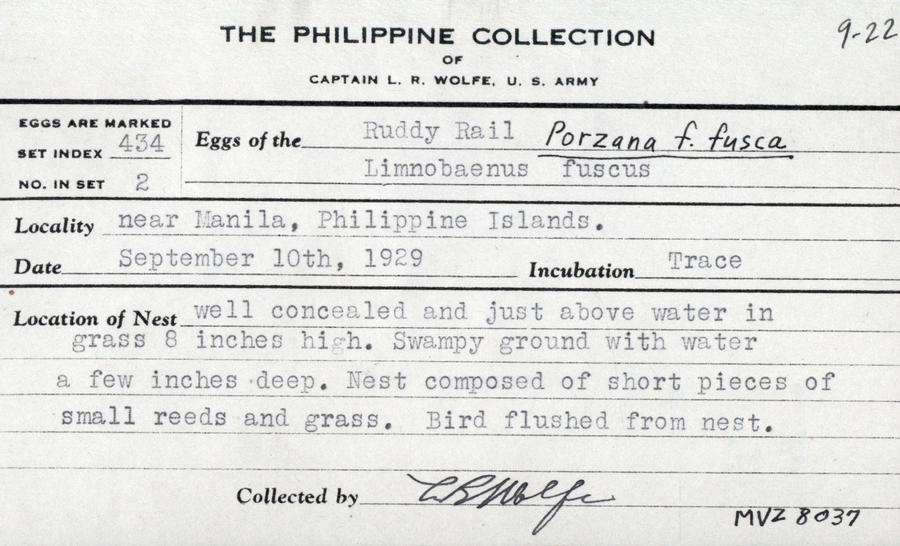 THE PHILIPPINE COLLECTION
9-22
OF
CAPTAIN L. R. WOLFE, U. S. ARMY
EGGS ARE MARKED
SET INDEX 434
NO. IN SET 2
Eggs of the Ruddy Rail Porzana f. fusca
Limnobaenus fuscus
Locality near Manila, Philippine Islands.
Date September 10th, 1929 Incubation Trace
Location of Nest well concealed and just above water in
grass 8 inches high. Swampy ground with water
a few inches deep. Nest composed of short pieces of
small reeds and grass. Bird flushed from nest.
Collected by L R Wolfe
MVZ 8037